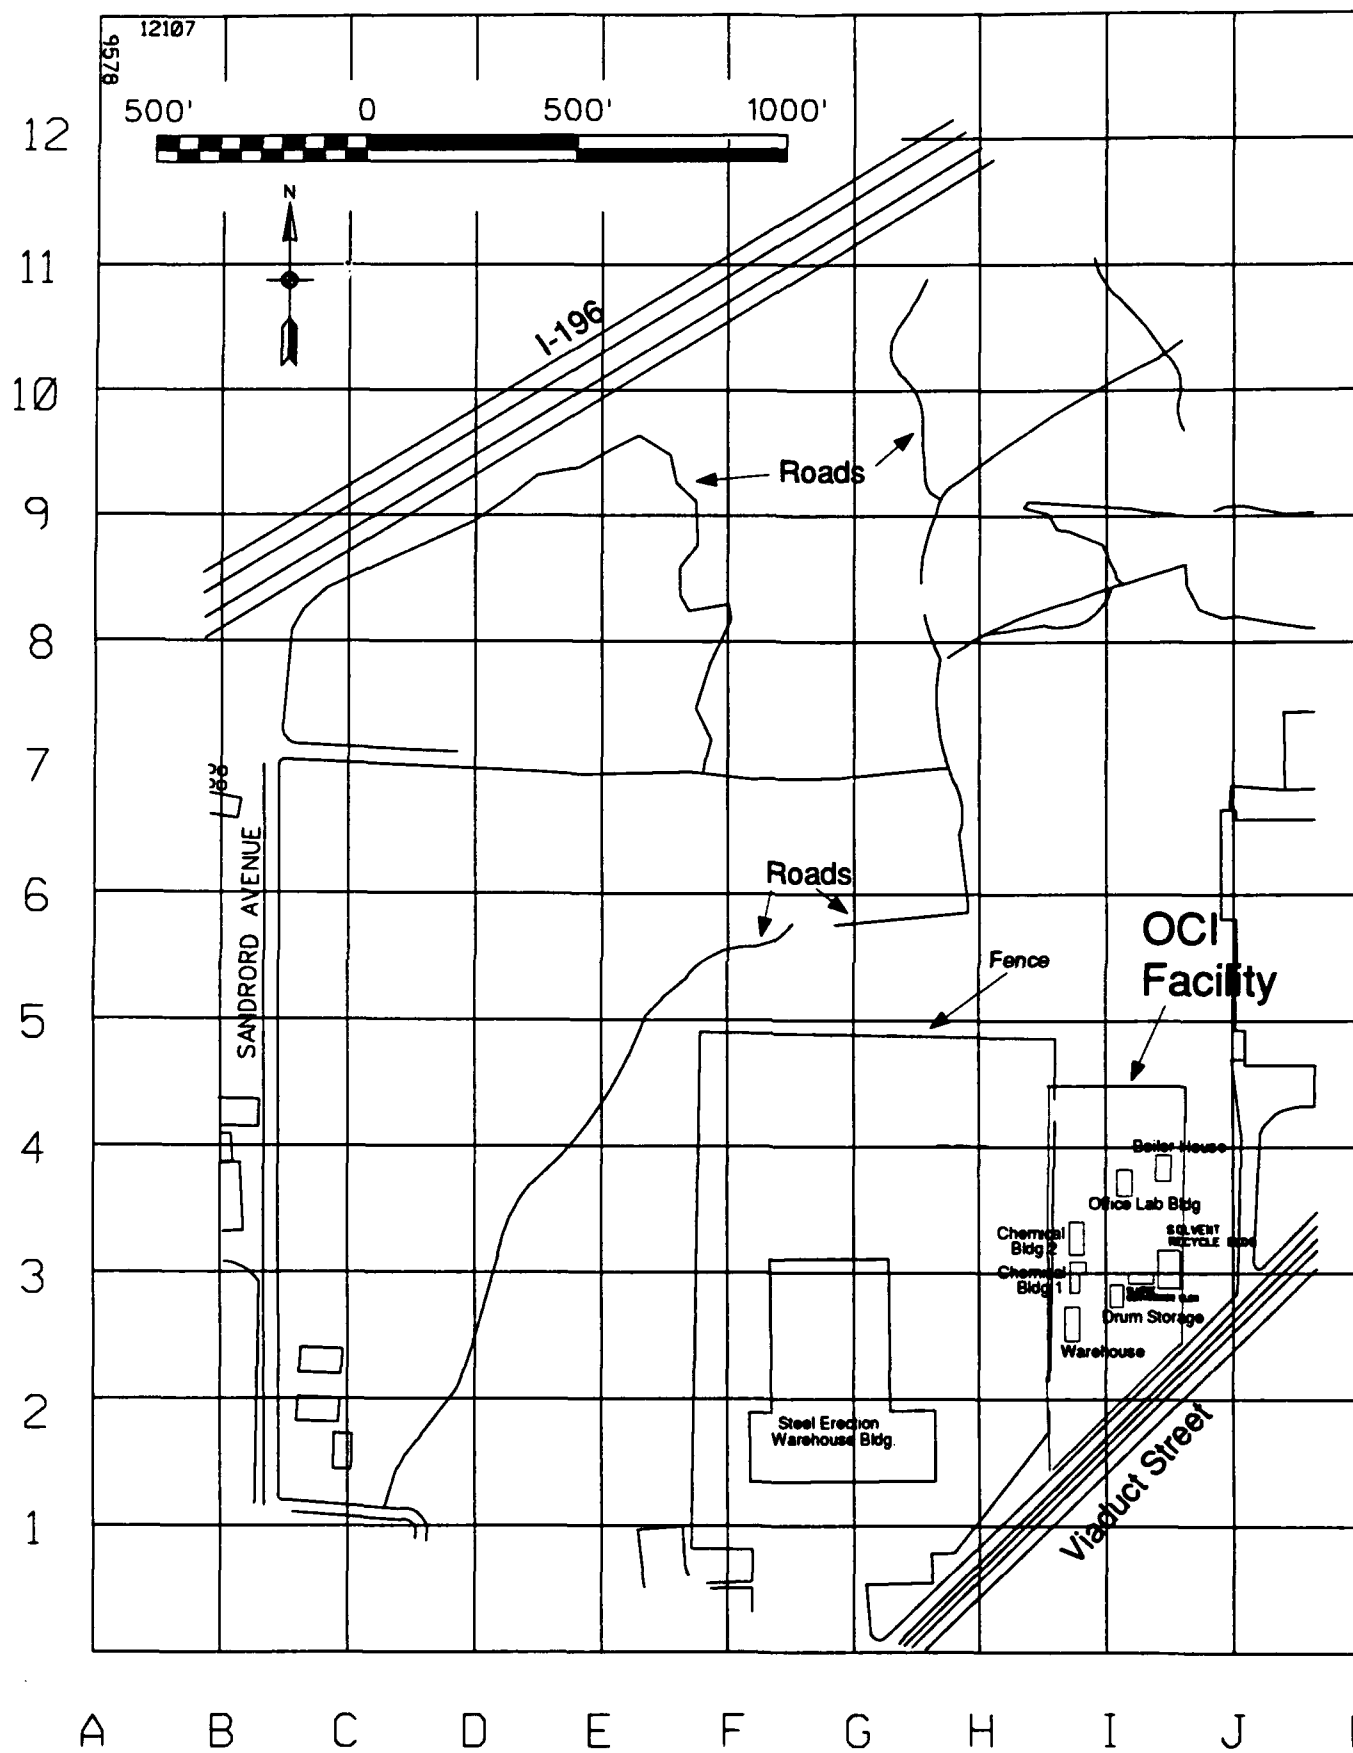 12107
9578
500' 0 500' 1000'
12
N
11
I-196
10
Roads
9
8
7
SANDRORD AVENUE
Roads
6
OCI
Facility
Fence
5
4
Boiler House
Office Lab Bldg
Chemical
Bldg 2
SOLVENT
RECYCLE BLDG
3
Chemical
Bldg 1
Drum Storage
Warehouse
2
Steel Erection
Warehouse Bldg.
Viaduct Street
1
A B C D E F G H I J